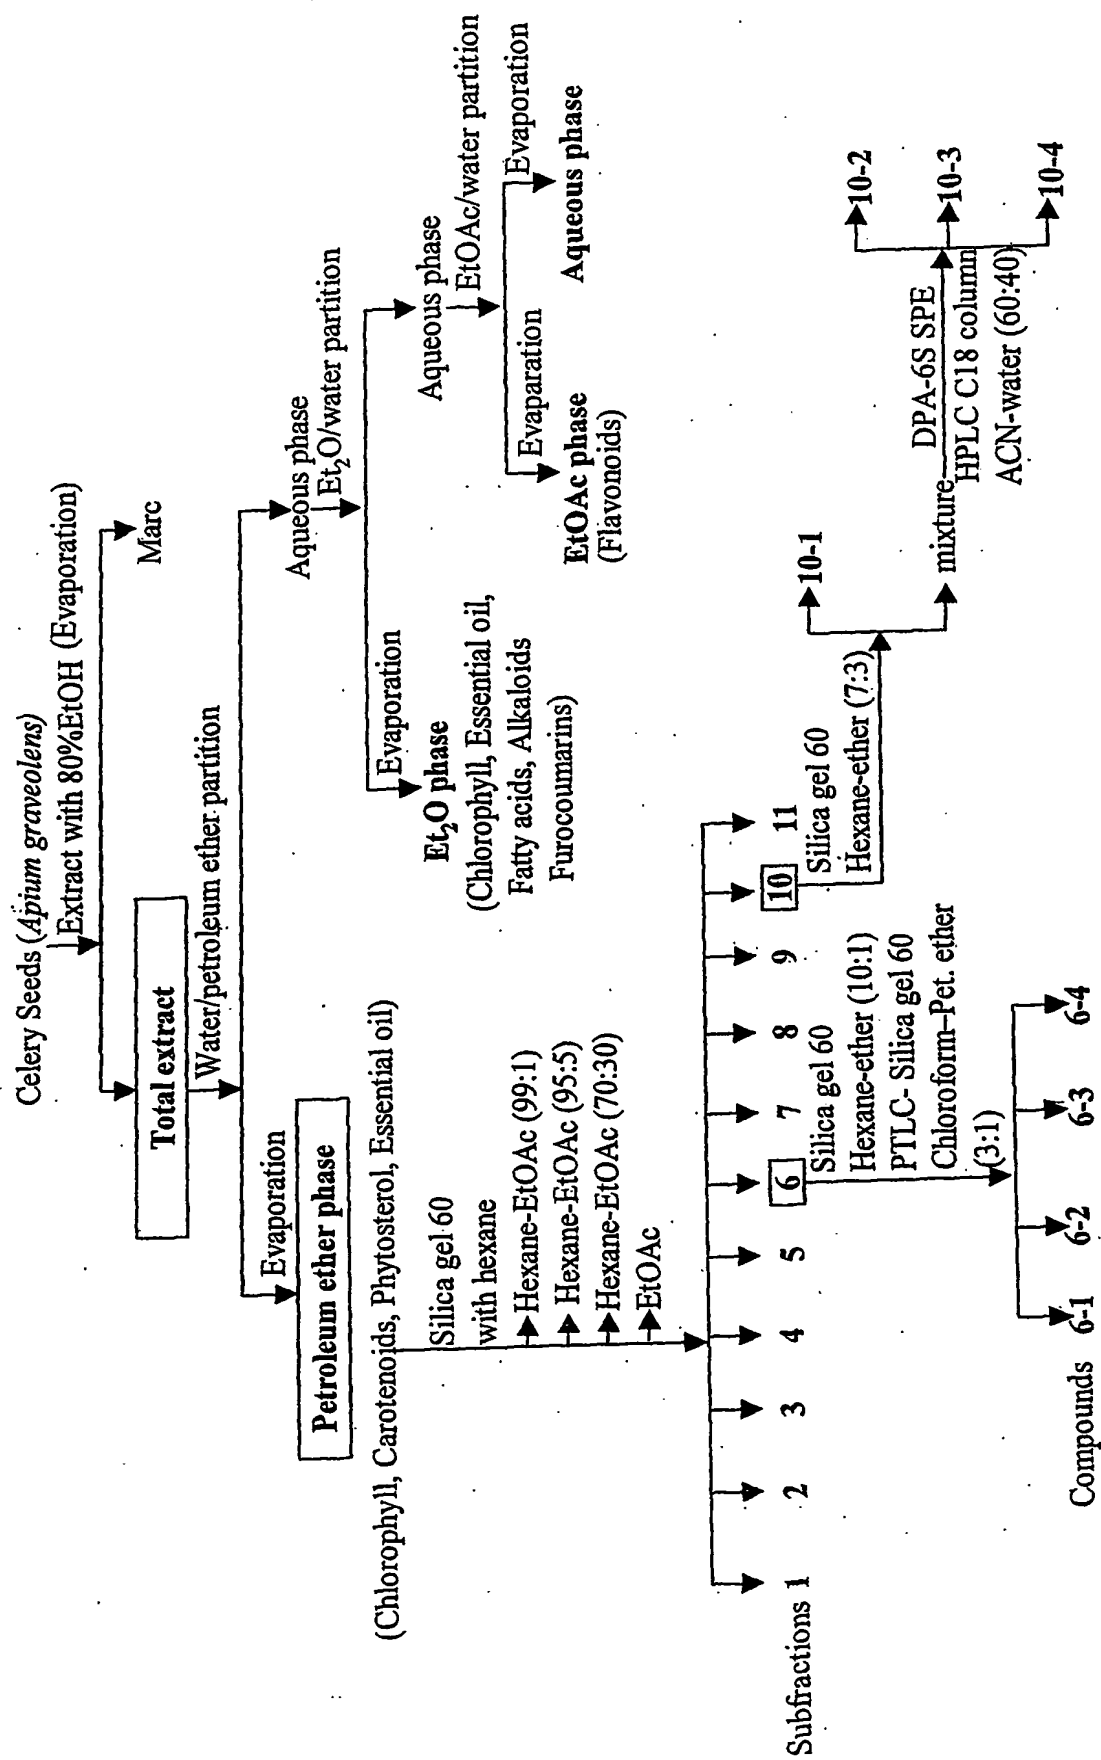 Celery Seeds (Apium graveolens)
Extract with 80%EtOH (Evaporation)
Total extract
Marc
Water/petroleum ether partition
Evaporation
Petroleum ether phase
(Chlorophyll, Carotenoids, Phytosterol, Essential oil)
Aqueous phase
Et₂O/water partition
Evaporation
Et₂O phase
(Chlorophyll, Essential oil,
Fatty acids, Alkaloids
Furocoumarins)
Aqueous phase
EtOAc/water partition
Evaparation
EtOAc phase
(Flavonoids)
Evaporation
Aqueous phase
Silica gel 60
with hexane
Hexane-EtOAc (99:1)
Hexane-EtOAc (95:5)
Hexane-EtOAc (70:30)
EtOAc
Subfractions 1 2 3 4 5 6 7 8 9 10 11
Silica gel 60
Hexane-ether (10:1)
PTLC- Silica gel 60
Chloroform–Pet. ether
(3:1)
Compounds 6-1 6-2 6-3 6-4
Silica gel 60
Hexane-ether (7:3)
10-1
mixture
DPA-6S SPE
HPLC C18 column
ACN-water (60:40)
10-2
10-3
10-4